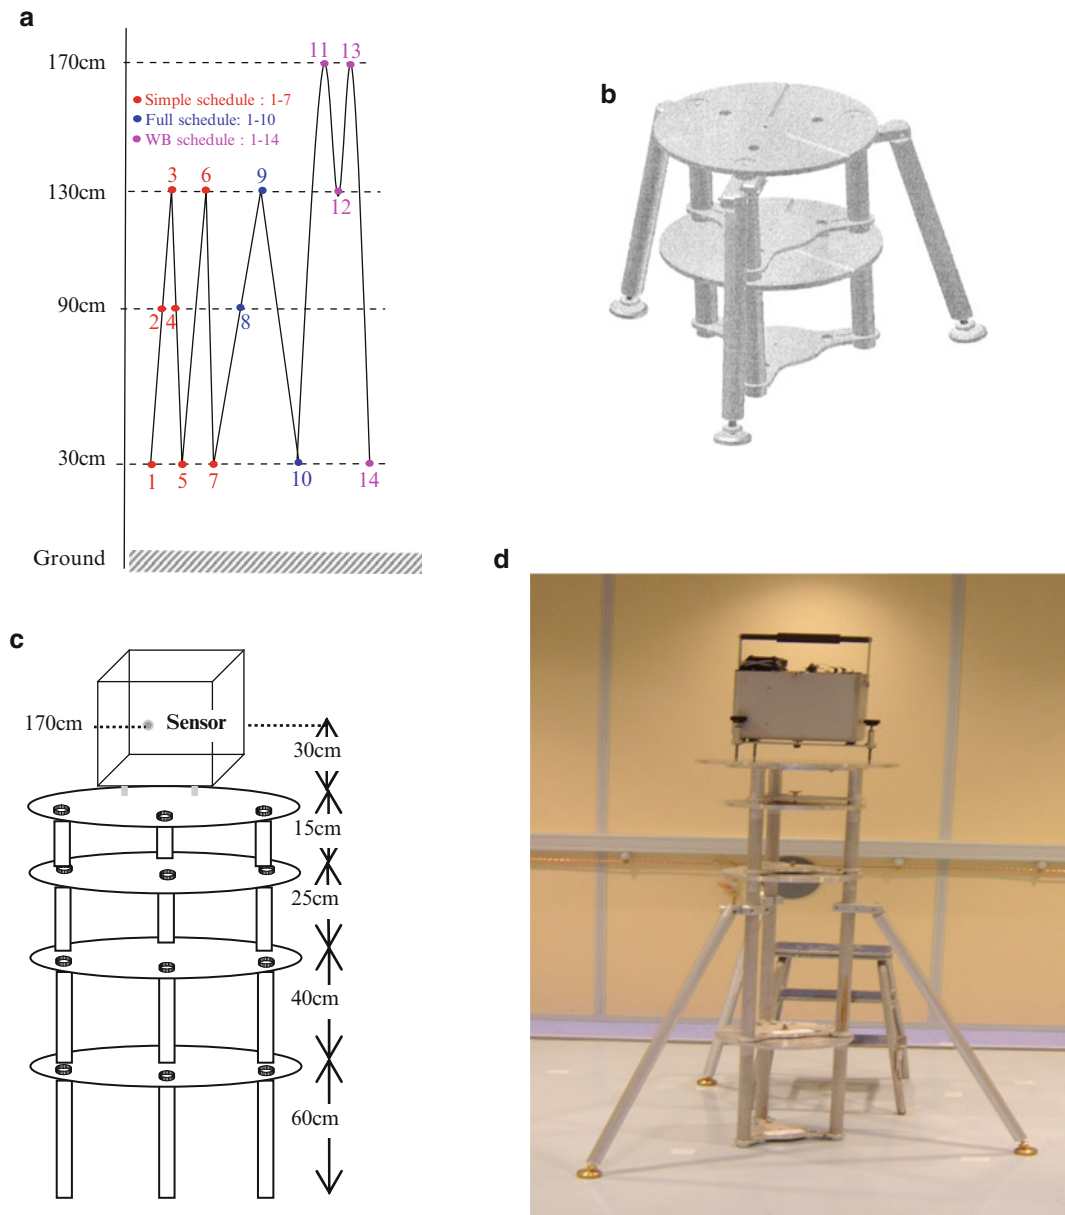 a
170cm
11 13
Simple schedule : 1-7
Full schedule: 1-10
WB schedule : 1-14
3 6 9
130cm
12
90cm
2 4 8
30cm
1 5 7 10 14
Ground
b
c
170cm
Sensor
30cm
15cm
25cm
40cm
60cm
d